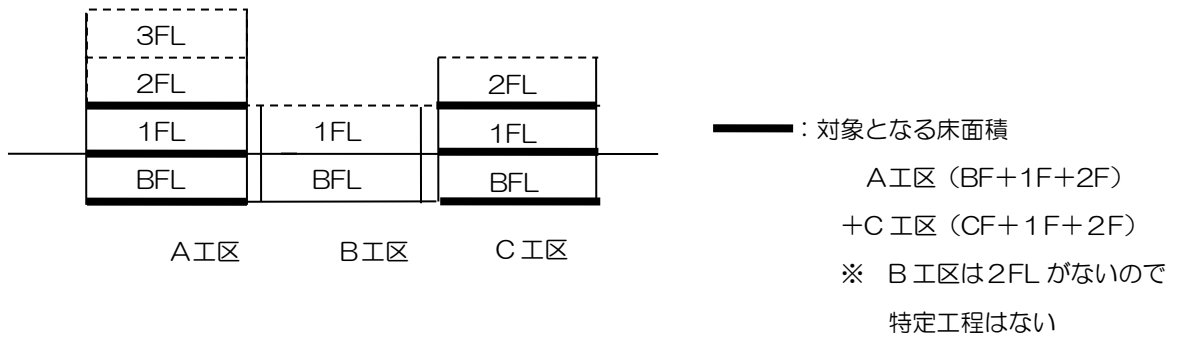 3FL
2FL
2FL
1FL
1FL
1FL
BFL
BFL
BFL
A工区
B工区
C工区
：対象となる床面積
A工区（BF＋1F＋2F）
＋C工区（CF＋1F＋2F）
※　B工区は2FLがないので
特定工程はない